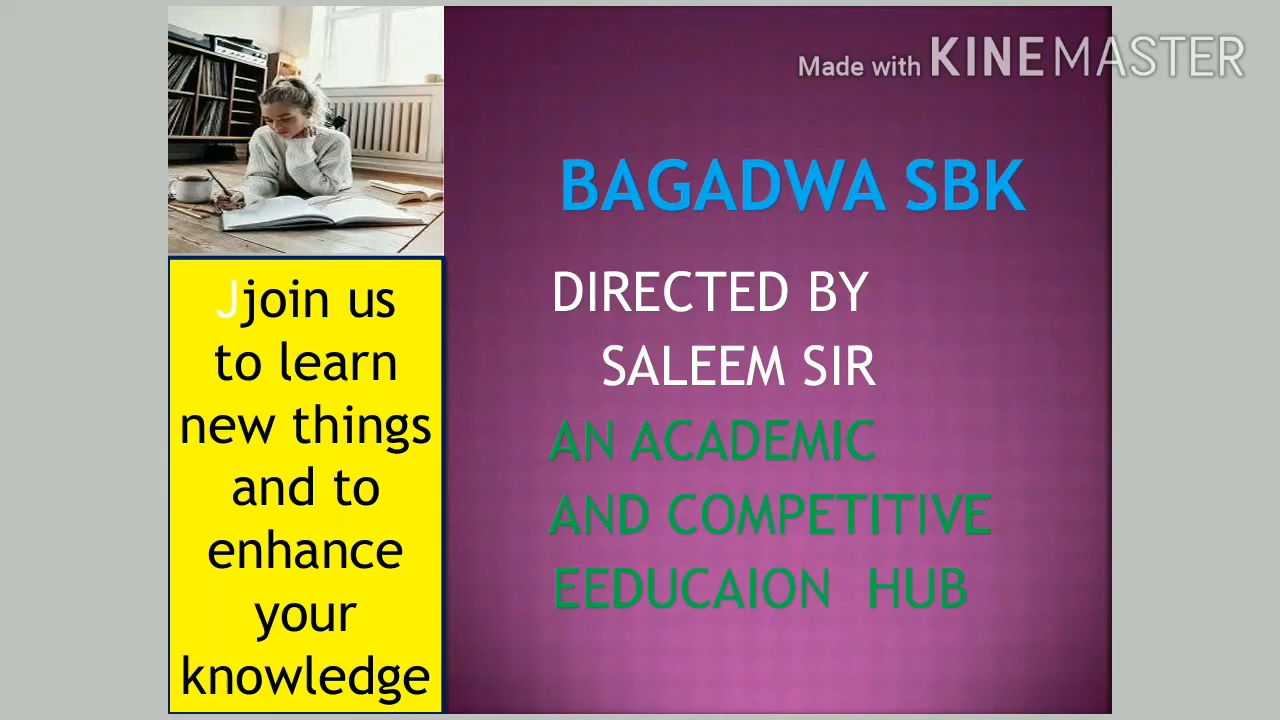 Made with KINEMASTER
BAGADWA SBK
DIRECTED BY
SALEEM SIR
AN ACADEMIC
AND COMPETITIVE
EEDUCAION HUB
Jjoin us
to learn
new things
and to
enhance
your
knowledge